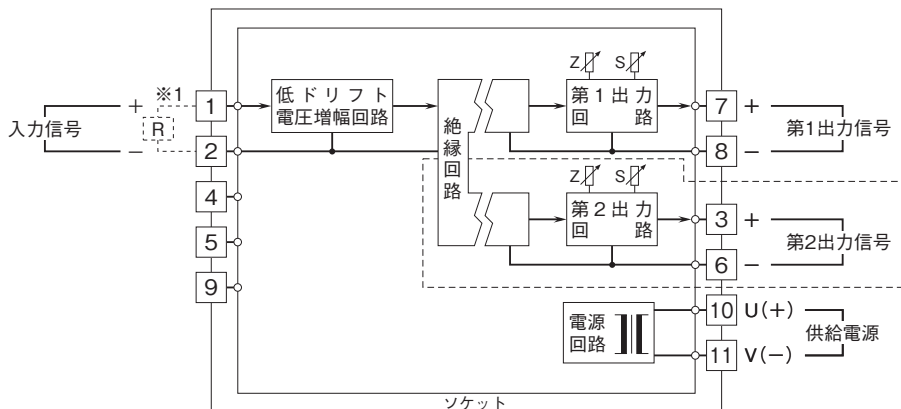 ※1
入力信号
+
−
R
1
2
4
5
9
低ドリフト
電圧増幅回路
絶縁回路
Z
S
第1出力
回路
7
+
8
−
第1出力信号
Z
S
第2出力
回路
3
+
6
−
第2出力信号
電源
回路
10
U(+)
11
V(−)
供給電源
ソケット